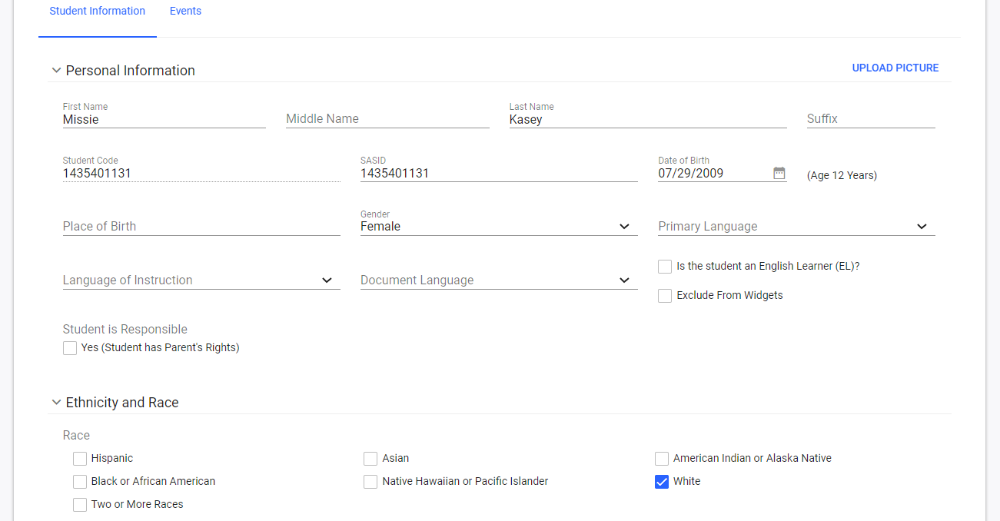 Student Information Events
Personal Information UPLOAD PICTURE
First Name Last Name
Missie Middle Name Kasey Suffix
Student Code SASID Date of Birth
1435401131 1435401131 07/29/2009 (Age 12 Years)
Gender
Place of Birth Female Primary Language
Is the student an English Learner (EL)?
Language of Instruction Document Language
Exclude From Widgets
Student is Responsible
Yes (Student has Parent's Rights)
Ethnicity and Race
Race
Hispanic Asian American Indian or Alaska Native
Black or African American Native Hawaiian or Pacific Islander White
Two or More Races